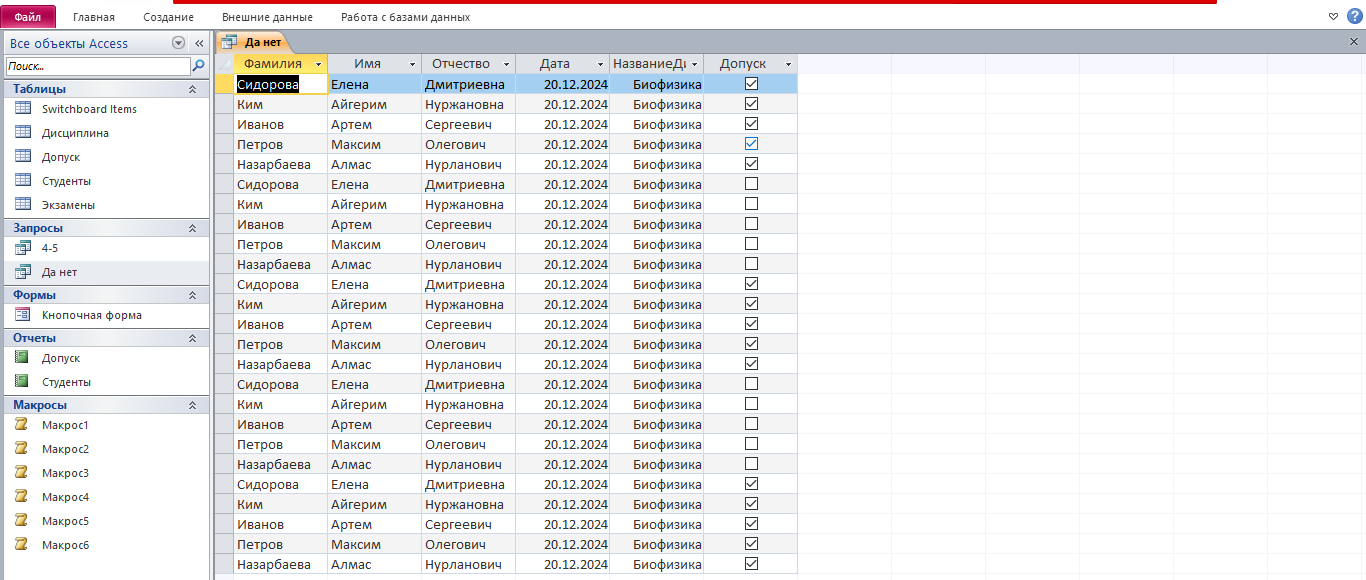 Файл Главная Создание Внешние данные Работа с базами данных
Все объекты Access
Поиск...
Таблицы
Switchboard Items
Дисциплина
Допуск
Студенты
Экзамены
Запросы
4-5
Да нет
Формы
Кнопочная форма
Отчеты
Допуск
Студенты
Макросы
Макрос1
Макрос2
Макрос3
Макрос4
Макрос5
Макрос6
Да нет
Фамилия Имя Отчество Дата НазваниеДи Допуск
Сидорова Елена Дмитриевна 20.12.2024 Биофизика
Ким Айгерим Нуржановна 20.12.2024 Биофизика
Иванов Артем Сергеевич 20.12.2024 Биофизика
Петров Максим Олегович 20.12.2024 Биофизика
Назарбаева Алмас Нурланович 20.12.2024 Биофизика
Сидорова Елена Дмитриевна 20.12.2024 Биофизика
Ким Айгерим Нуржановна 20.12.2024 Биофизика
Иванов Артем Сергеевич 20.12.2024 Биофизика
Петров Максим Олегович 20.12.2024 Биофизика
Назарбаева Алмас Нурланович 20.12.2024 Биофизика
Сидорова Елена Дмитриевна 20.12.2024 Биофизика
Ким Айгерим Нуржановна 20.12.2024 Биофизика
Иванов Артем Сергеевич 20.12.2024 Биофизика
Петров Максим Олегович 20.12.2024 Биофизика
Назарбаева Алмас Нурланович 20.12.2024 Биофизика
Сидорова Елена Дмитриевна 20.12.2024 Биофизика
Ким Айгерим Нуржановна 20.12.2024 Биофизика
Иванов Артем Сергеевич 20.12.2024 Биофизика
Петров Максим Олегович 20.12.2024 Биофизика
Назарбаева Алмас Нурланович 20.12.2024 Биофизика
Сидорова Елена Дмитриевна 20.12.2024 Биофизика
Ким Айгерим Нуржановна 20.12.2024 Биофизика
Иванов Артем Сергеевич 20.12.2024 Биофизика
Петров Максим Олегович 20.12.2024 Биофизика
Назарбаева Алмас Нурланович 20.12.2024 Биофизика